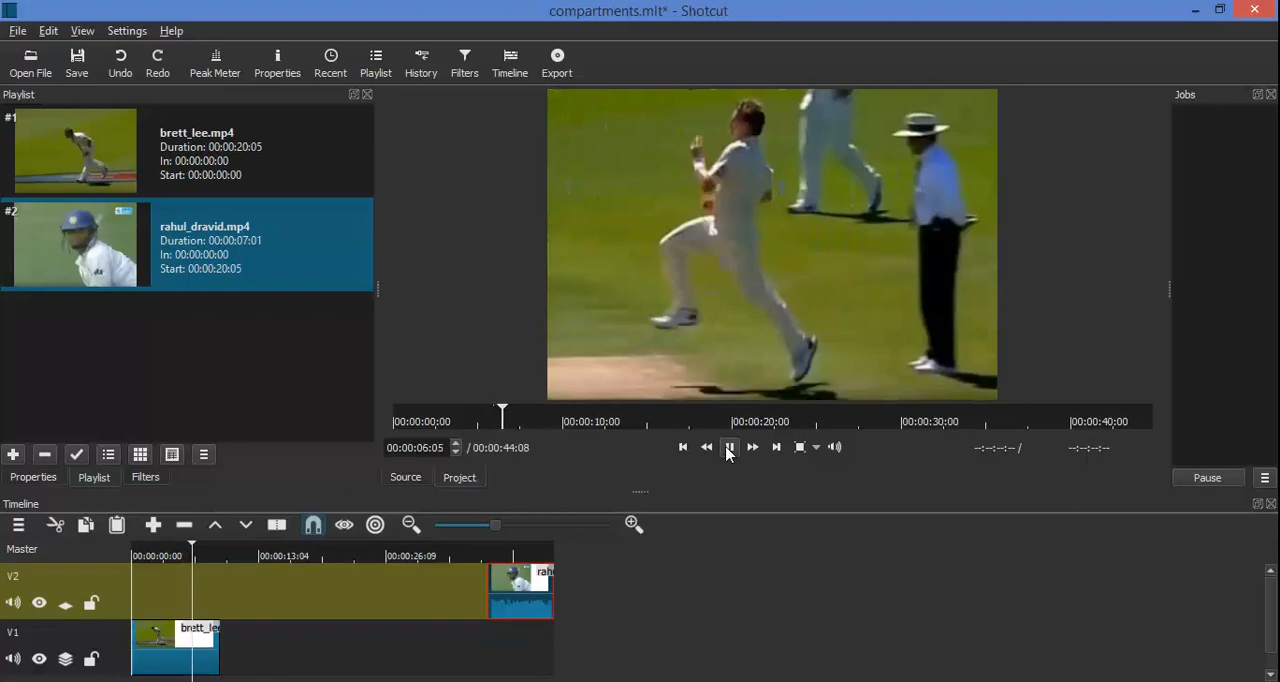 compartments.mlt* - Shotcut
File Edit View Settings Help
Open File Save Undo Redo Peak Meter Properties Recent Playlist History Filters Timeline Export
Playlist
#1
brett_lee.mp4
Duration: 00:00:20:05
In: 00:00:00:00
Start: 00:00:00:00
#2
rahul_dravid.mp4
Duration: 00:00:07:01
In: 00:00:00:00
Start: 00:00:20:05
Properties Playlist Filters
00:00:00:00 00:00:10:00 00:00:20:00 00:00:30:00 00:00:40:00
00:00:06:05 / 00:00:44:08 --:--:--:-- / --:--:--:--
Source Project
Jobs
Pause
Timeline
Master 00:00:00:00 00:00:13:04 00:00:26:09
V2
rahu
V1
brett_lee